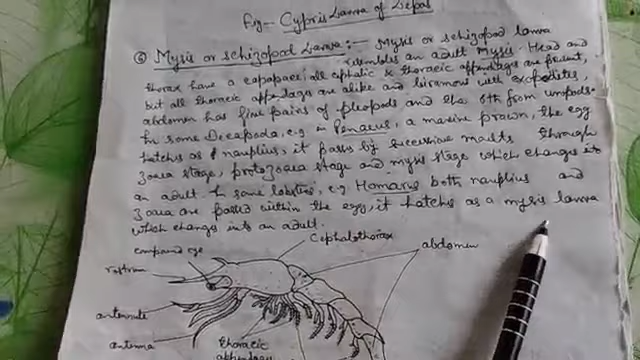 Fig:- Cypris Larva of Lepas
⑥ Mysis or schizopod Larva:- Mysis or schizopod larva
resembles an adult Mysis. Head and
thorax have a carapace; all cephalic & thoracic appendages are present,
but all thoracic appendages are alike and biramous with exopodites,
abdomen has five pairs of pleopods and the 6th from uropods.
In some Decapoda, e.g in Penaeus, a marine prawn, the egg
hatches as nauplius, it pass by successive moults through
zoaea stage, protozoaea stage and mysis stage which changes into
an adult. In some lobsters, e.g Homarus both nauplius and
zoaea are passed within the egg, it hatches as a mysis larva
which changes into an adult.
compound eye
Cephalothorax
abdomen
rostrum
antennule
antenna
thoracic
appendages